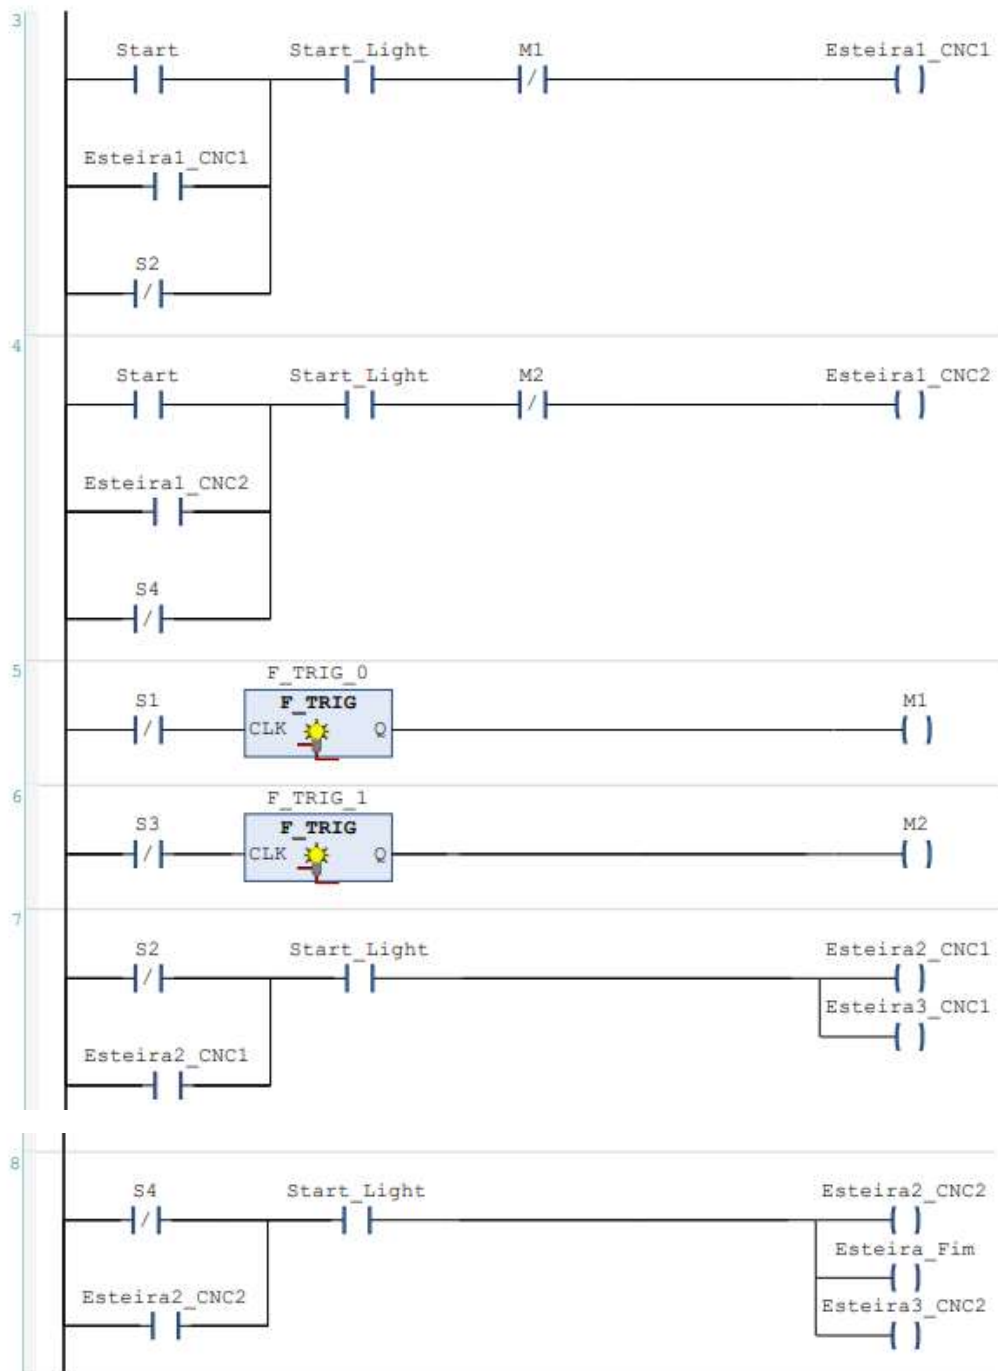 3
Start Start_Light M1 Esteira1_CNC1
Esteira1_CNC1
S2
4
Start Start_Light M2 Esteira1_CNC2
Esteira1_CNC2
S4
5
F_TRIG_0
S1 F_TRIG M1
CLK Q
6
F_TRIG_1
S3 F_TRIG M2
CLK Q
7
S2 Start_Light Esteira2_CNC1
Esteira3_CNC1
Esteira2_CNC1
8
S4 Start_Light Esteira2_CNC2
Esteira_Fim
Esteira2_CNC2 Esteira3_CNC2